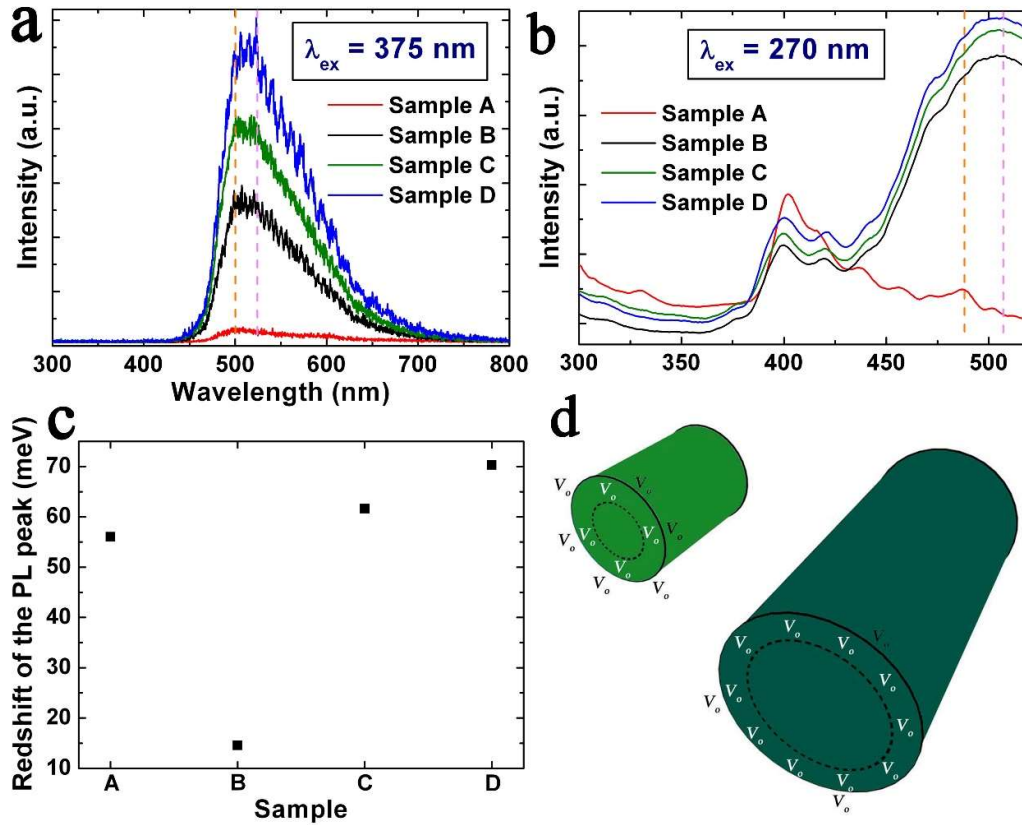 a
λex = 375 nm
Sample A
Sample B
Sample C
Sample D
Intensity (a.u.)
300 400 500 600 700 800
Wavelength (nm)
b
λex = 270 nm
Sample A
Sample B
Sample C
Sample D
Intensity (a.u.)
300 350 400 450 500
c
Redshift of the PL peak (meV)
70
60
50
40
30
20
10
A B C D
Sample
d
Vo Vo Vo
Vo Vo
Vo Vo Vo
Vo Vo
Vo Vo
Vo Vo Vo
Vo Vo
Vo Vo Vo
Vo Vo Vo
Vo